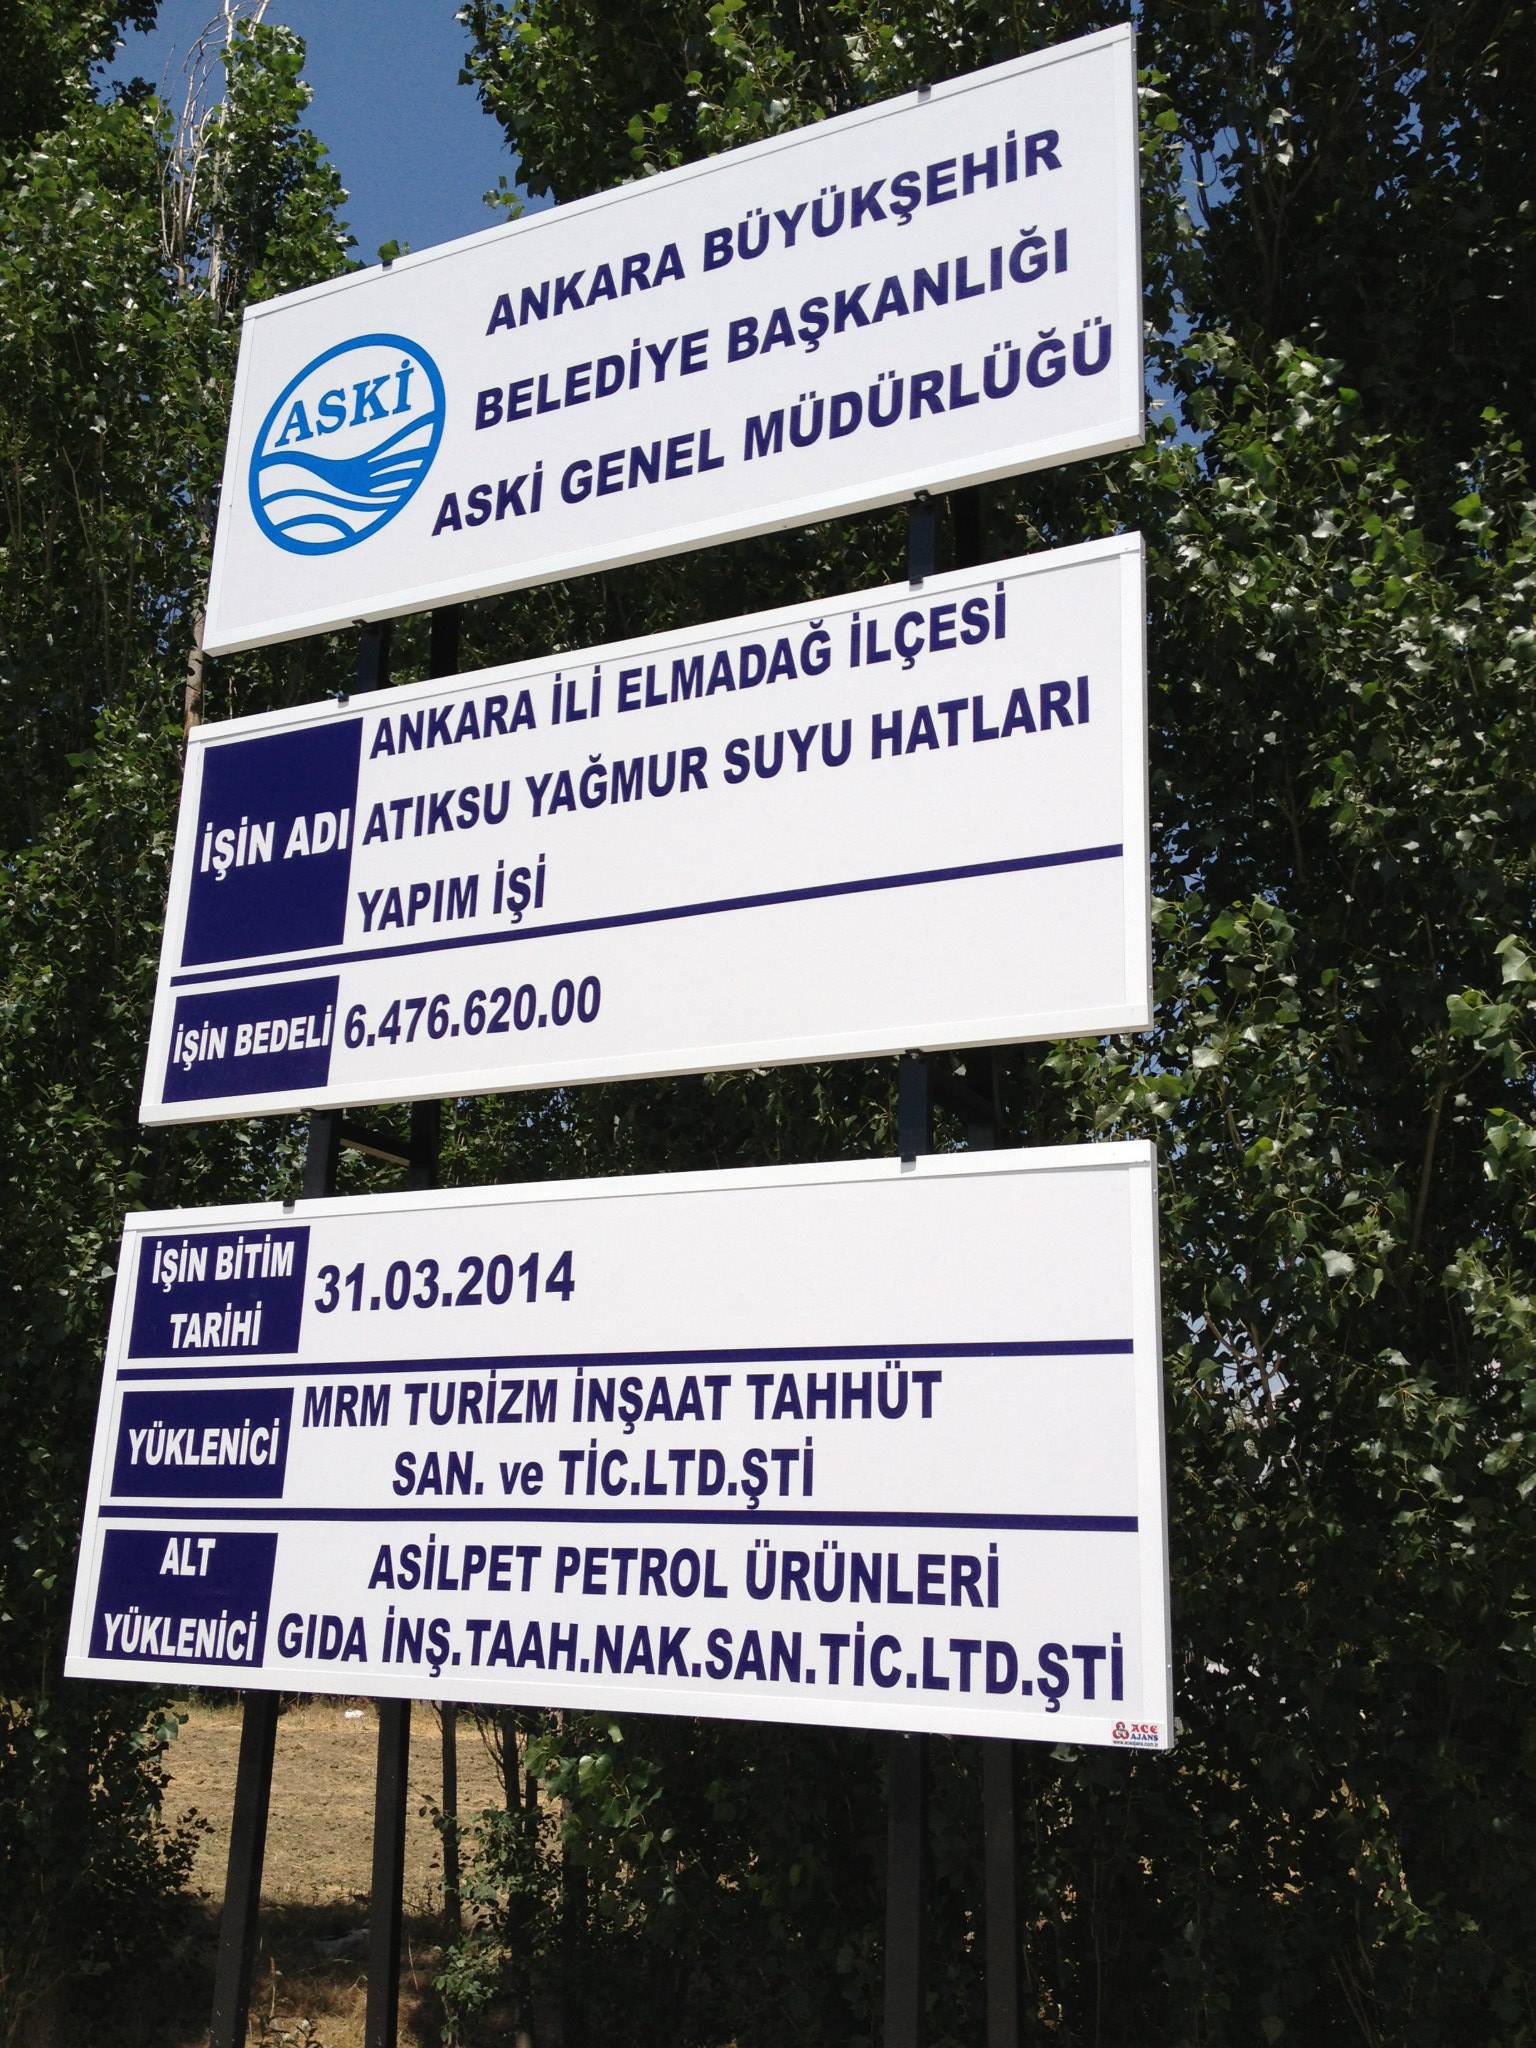 ASKİ
ANKARA BÜYÜKŞEHİR
BELEDİYE BAŞKANLIĞI
ASKİ GENEL MÜDÜRLÜĞÜ
İŞİN ADI
ANKARA İLİ ELMADAĞ İLÇESİ
ATIKSU YAĞMUR SUYU HATLARI
YAPIM İŞİ
İŞİN BEDELİ
6.476.620.00
İŞİN BİTİM
TARİHİ
31.03.2014
YÜKLENİCİ
MRM TURİZM İNŞAAT TAHHÜT
SAN. ve TİC.LTD.ŞTİ
ALT
YÜKLENİCİ
ASİLPET PETROL ÜRÜNLERİ
GIDA İNŞ.TAAH.NAK.SAN.TİC.LTD.ŞTİ
ACE
AJANS